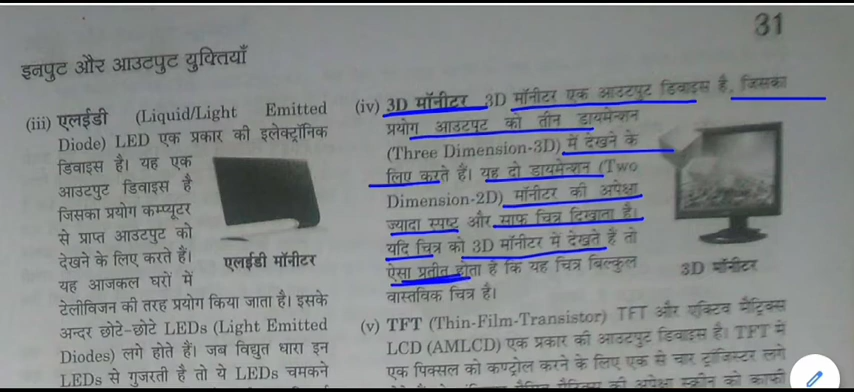 31
इनपुट और आउटपुट युक्तियाँ
(iii) एलईडी (Liquid/Light Emitted
Diode) LED एक प्रकार की इलेक्ट्रॉनिक
डिवाइस है। यह एक
आउटपुट डिवाइस है
जिसका प्रयोग कम्प्यूटर
से प्राप्त आउटपुट को
देखने के लिए करते हैं।
यह आजकल घरों में
एलईडी मॉनीटर
टेलीविजन की तरह प्रयोग किया जाता है। इसके
अन्दर छोटे-छोटे LEDs (Light Emitted
Diodes) लगे होते हैं। जब विद्युत धारा इन
LEDs से गुजरती है तो ये LEDs चमकने
(iv) 3D मॉनीटर 3D मॉनीटर एक आउटपुट डिवाइस है, जिसका
प्रयोग आउटपुट को तीन डायमेन्शन
(Three Dimension-3D) में देखने के
लिए करते हैं। यह दो डायमेन्शन (Two
Dimension-2D) मॉनीटर की अपेक्षा
ज्यादा स्पष्ट और साफ चित्र दिखाता है।
यदि चित्र को 3D मॉनीटर में देखते हैं तो
ऐसा प्रतीत होता है कि यह चित्र बिल्कुल
वास्तविक चित्र है।
3D मॉनीटर
(v) TFT (Thin-Film-Transistor) TFT और एक्टिव मैट्रिक्स
LCD (AMLCD) एक प्रकार की आउटपुट डिवाइस है। TFT में
एक पिक्सल को कण्ट्रोल करने के लिए एक से चार ट्रांजिस्टर लगे
मैट्रिक्स की अपेक्षा स्क्रीन को काफी